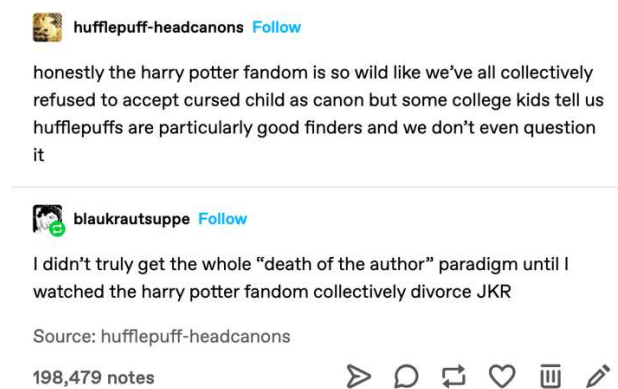 hufflepuff-headcanons Follow
honestly the harry potter fandom is so wild like we’ve all collectively
refused to accept cursed child as canon but some college kids tell us
hufflepuffs are particularly good finders and we don’t even question
it
blaukrautsuppe Follow
I didn’t truly get the whole “death of the author” paradigm until I
watched the harry potter fandom collectively divorce JKR
Source: hufflepuff-headcanons
198,479 notes